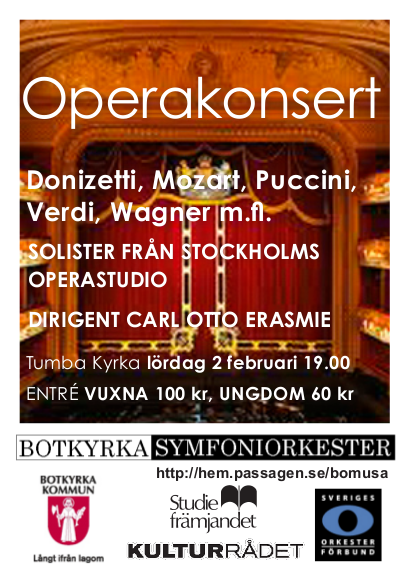 Operakonsert
Donizetti, Mozart, Puccini,
Verdi, Wagner m.fl.
SOLISTER FRÅN STOCKHOLMS
OPERASTUDIO
DIRIGENT CARL OTTO ERASMIE
Tumba Kyrka lördag 2 februari 19.00
ENTRÉ VUXNA 100 kr, UNGDOM 60 kr
BOTKYRKA SYMFONIORKESTER
http://hem.passagen.se/bomusa
BOTKYRKA
KOMMUN
Långt ifrån lagom
Studie
främjandet
KULTURRÅDET
SVERIGES
ORKESTER
FÖRBUND